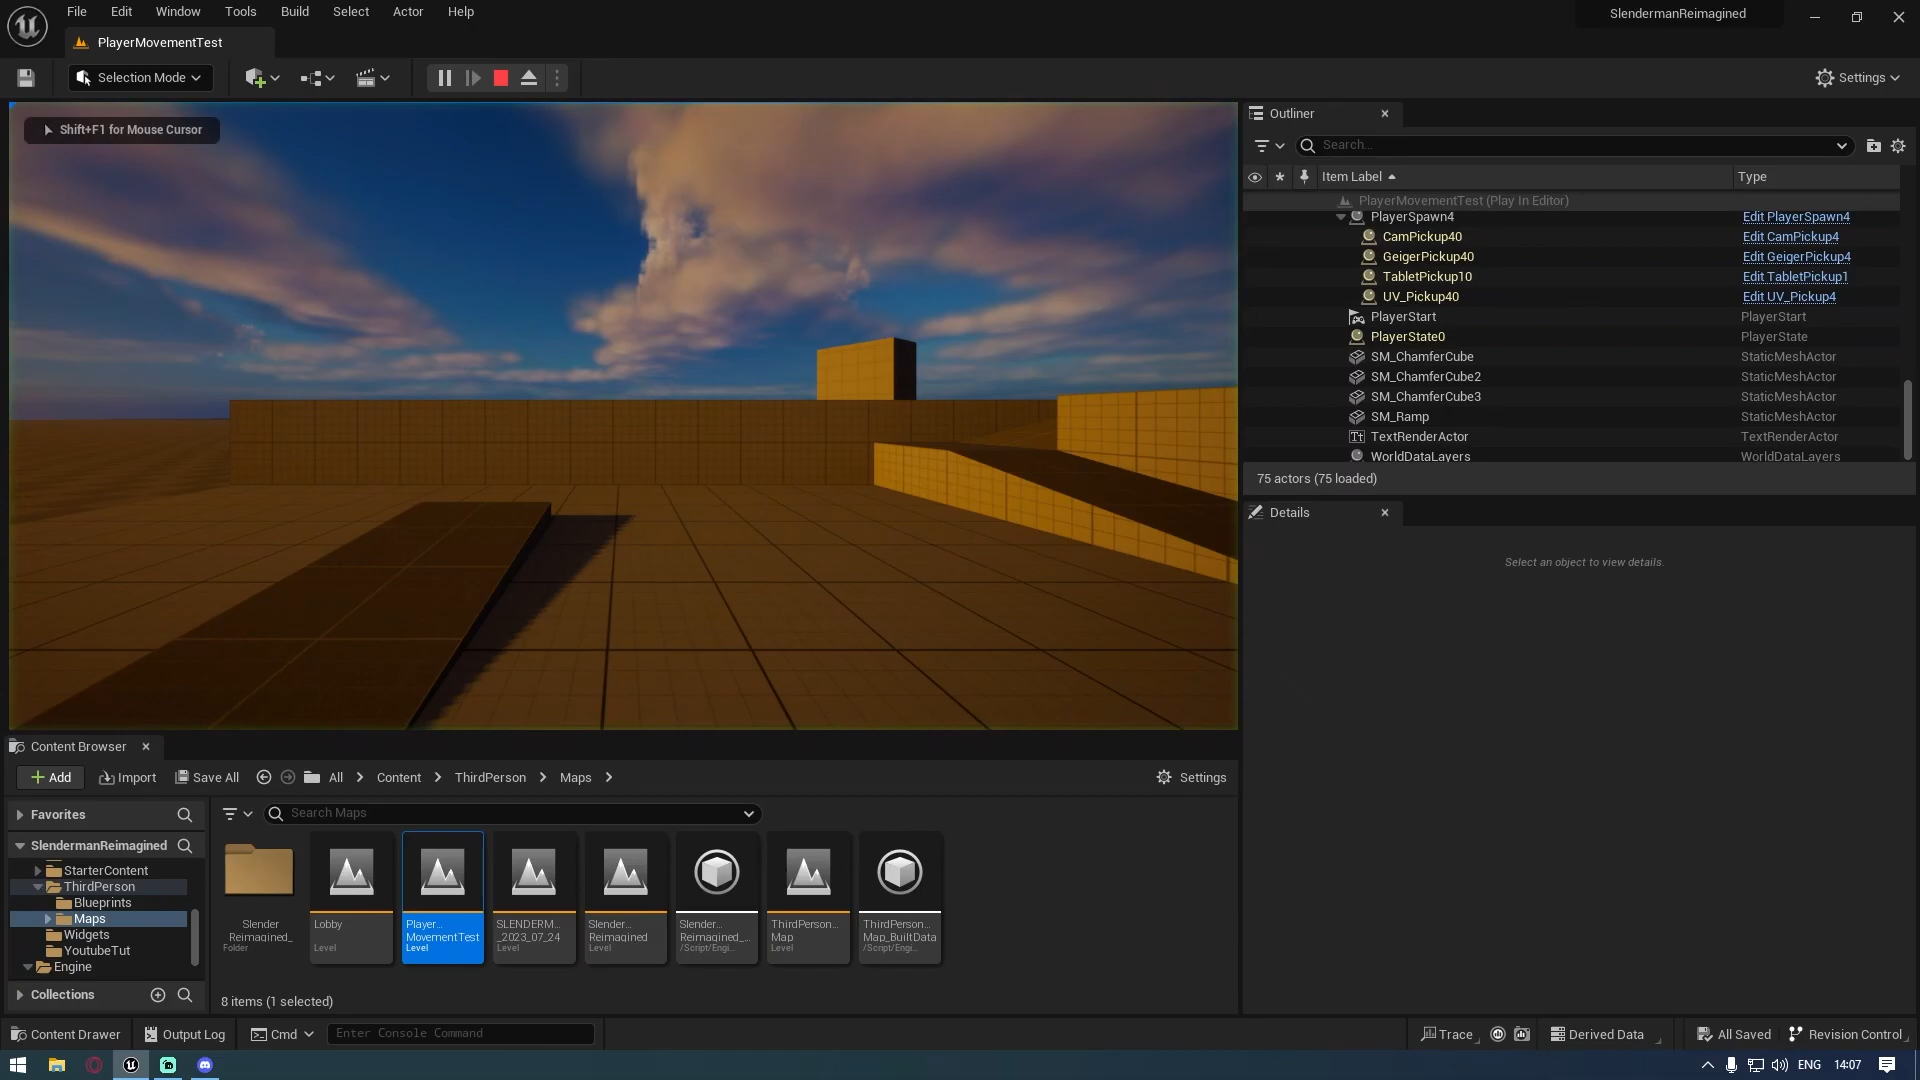 File Edit Window Tools Build Select Actor Help
SlendermanReimagined
PlayerMovementTest
Selection Mode
Settings
Shift+F1 for Mouse Cursor
Outliner
Search...
Item Label
Type
PlayerMovementTest (Play In Editor)
PlayerSpawn4 Edit PlayerSpawn4
CamPickup40 Edit CamPickup4
GeigerPickup40 Edit GeigerPickup4
TabletPickup10 Edit TabletPickup1
UV_Pickup40 Edit UV_Pickup4
PlayerStart PlayerStart
PlayerState0 PlayerState
SM_ChamferCube StaticMeshActor
SM_ChamferCube2 StaticMeshActor
SM_ChamferCube3 StaticMeshActor
SM_Ramp StaticMeshActor
TextRenderActor TextRenderActor
WorldDataLayers WorldDataLayers
75 actors (75 loaded)
Details
Select an object to view details.
Content Browser
Add Import Save All All Content ThirdPerson Maps Settings
Favorites
Search Maps
SlendermanReimagined
StarterContent
ThirdPerson
Blueprints
Maps
Widgets
YoutubeTut
Engine
Collections
Slender
Reimagined_
Folder
Lobby
Level
Player...
MovementTest
Level
SLENDERM...
_2023_07_24
Level
Slender...
Reimagined
Level
Slender...
Reimagined_...
/Script/Engi...
ThirdPerson...
Map
Level
ThirdPerson...
Map_BuiltData
/Script/Engi...
8 items (1 selected)
Content Drawer Output Log Cmd Enter Console Command Trace Derived Data All Saved Revision Control
ENG 14:07